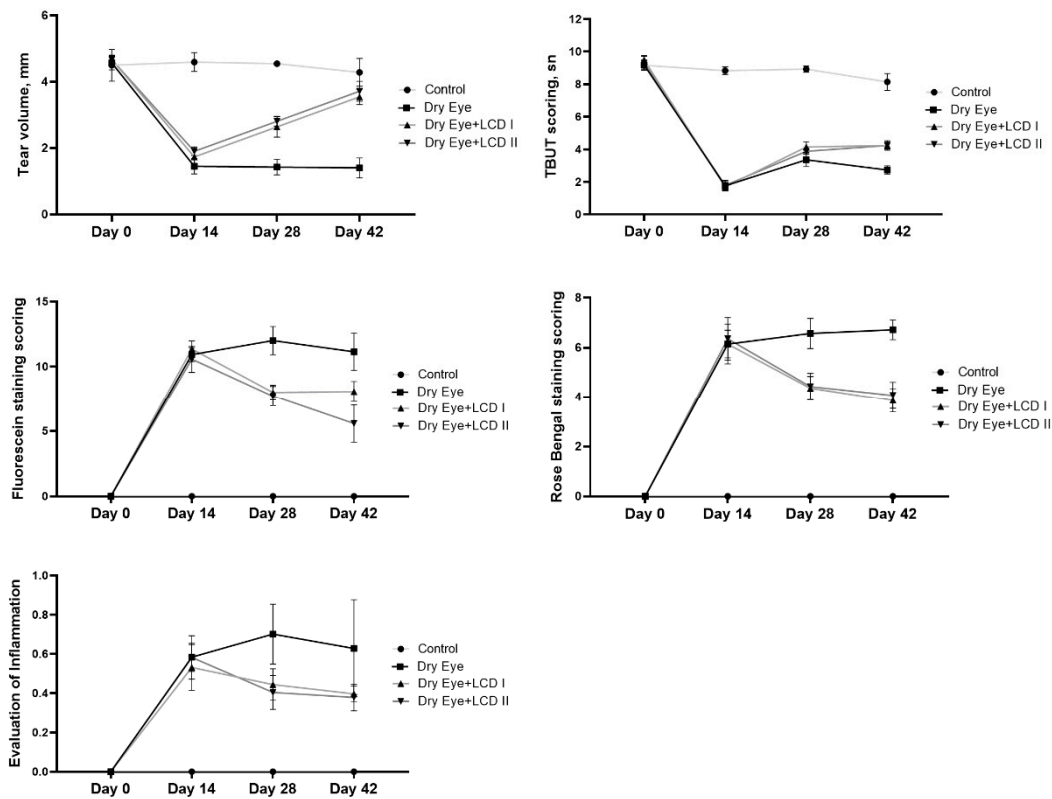 Tear volume, mm
6
4
2
0
Day 0 Day 14 Day 28 Day 42
Control
Dry Eye
Dry Eye+LCD I
Dry Eye+LCD II
TBUT scoring, sn
12
10
8
6
4
2
0
Day 0 Day 14 Day 28 Day 42
Control
Dry Eye
Dry Eye+LCD I
Dry Eye+LCD II
Fluorescein staining scoring
15
10
5
0
Day 0 Day 14 Day 28 Day 42
Control
Dry Eye
Dry Eye+LCD I
Dry Eye+LCD II
Rose Bengal staining scoring
8
6
4
2
0
Day 0 Day 14 Day 28 Day 42
Control
Dry Eye
Dry Eye+LCD I
Dry Eye+LCD II
Evaluation of Inflammation
1.0
0.8
0.6
0.4
0.2
0.0
Day 0 Day 14 Day 28 Day 42
Control
Dry Eye
Dry Eye+LCD I
Dry Eye+LCD II